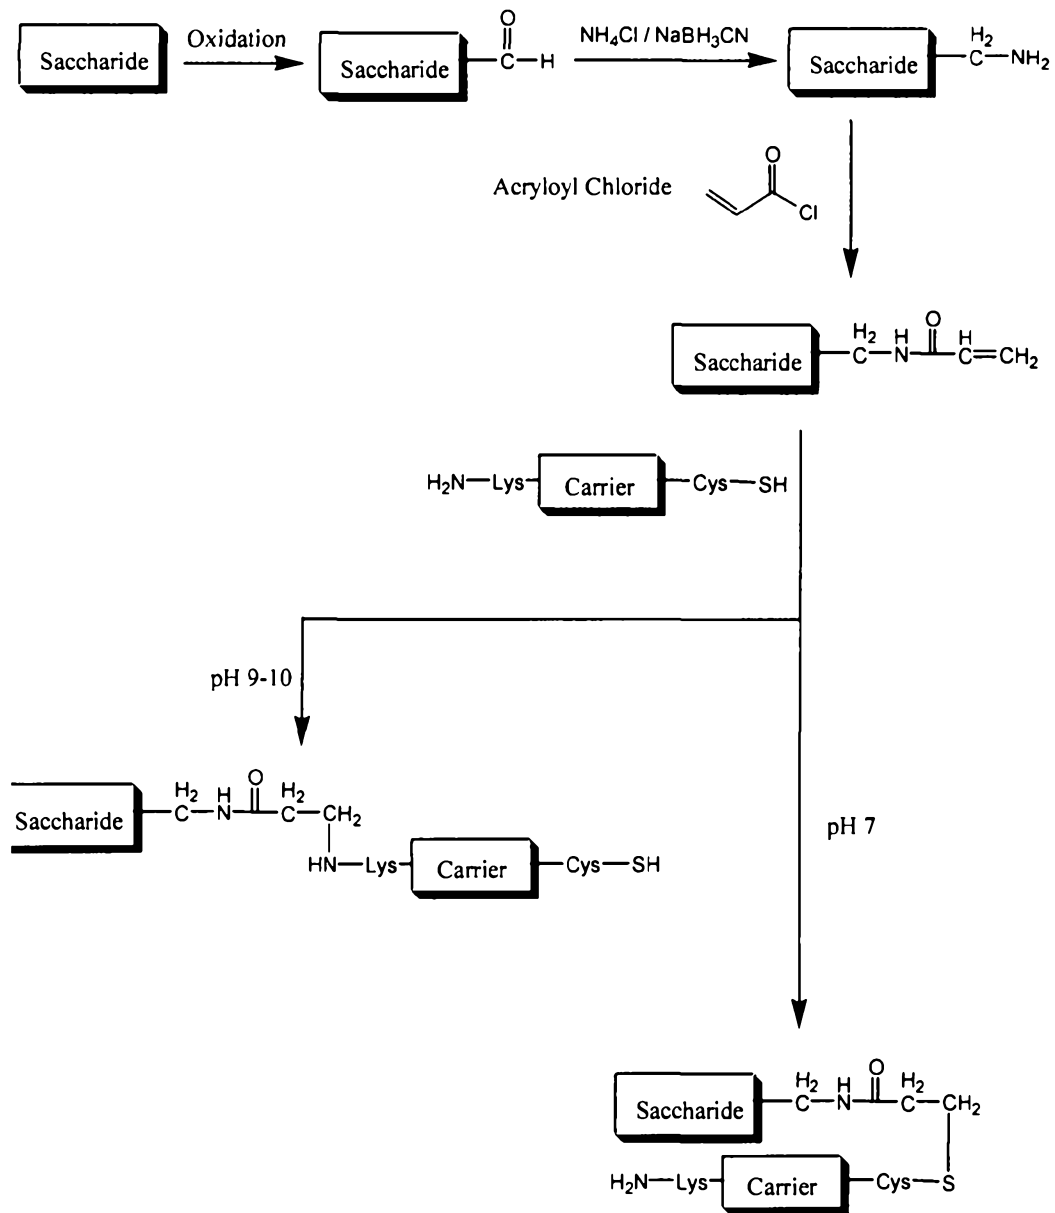 Saccharide
Oxidation
Saccharide
O
C—H
NH4Cl / NaBH3CN
Saccharide
H2
C—NH2
Acryloyl Chloride
O
Cl
Saccharide
H2 H O H
C—N C=CH2
H2N—Lys Carrier Cys—SH
pH 9-10
pH 7
Saccharide
H2 H O H2
C—N C—CH2
HN—Lys Carrier Cys—SH
Saccharide
H2 H O H2
C—N C—CH2
H2N—Lys Carrier Cys—S